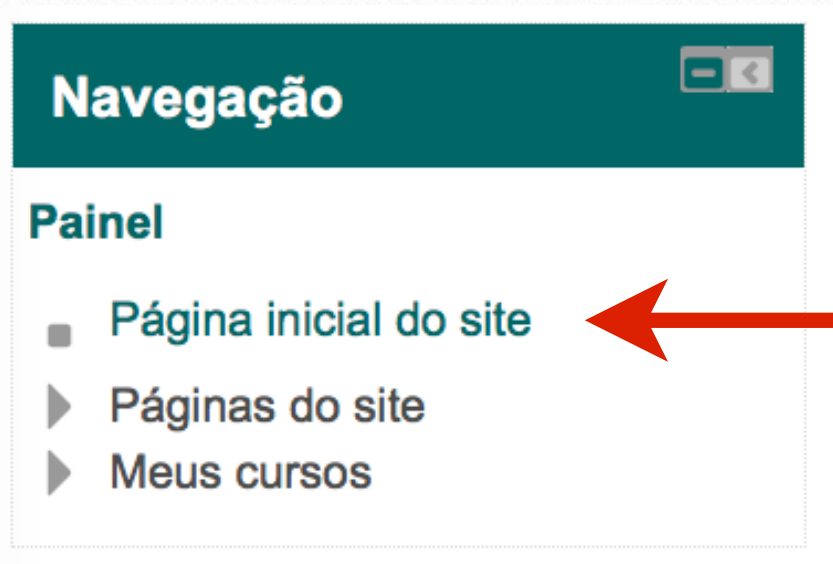 Navegação
Painel
Página inicial do site
Páginas do site
Meus cursos